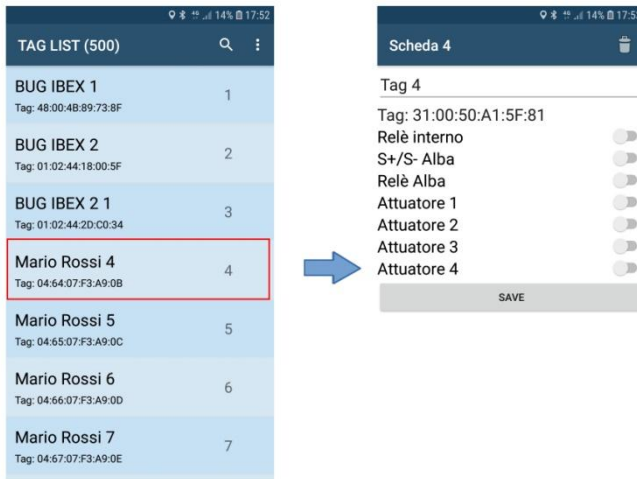 14% 17:52
TAG LIST (500)
BUG IBEX 1
Tag: 48:00:4B:89:73:8F
1
BUG IBEX 2
Tag: 01:02:44:18:00:5F
2
BUG IBEX 2 1
Tag: 01:02:44:2D:C0:34
3
Mario Rossi 4
Tag: 04:64:07:F3:A9:0B
4
Mario Rossi 5
Tag: 04:65:07:F3:A9:0C
5
Mario Rossi 6
Tag: 04:66:07:F3:A9:0D
6
Mario Rossi 7
Tag: 04:67:07:F3:A9:0E
7
14%
Scheda 4
Tag 4
Tag: 31:00:50:A1:5F:81
Relè interno
S+/S- Alba
Relè Alba
Attuatore 1
Attuatore 2
Attuatore 3
Attuatore 4
SAVE